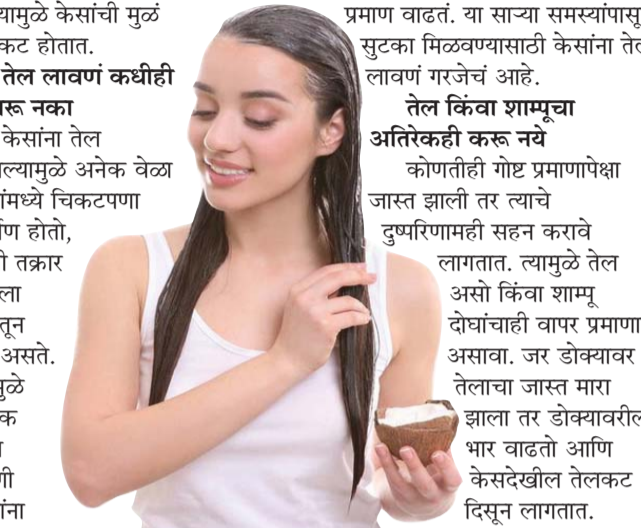 यामुळे केसांची मुळं
कट होतात.
तेल लावणं कधीही
रू नका
केसांना तेल
ल्यामुळे अनेक वेळा
ांमध्ये चिकटपणा
ण होतो,
ी तक्रार
ला
तून
असते.
मुळे
क
ी
ांना
प्रमाण वाढतं. या साऱ्या समस्यांपासू
सुटका मिळवण्यासाठी केसांना ते
लावणं गरजेचं आहे.
तेल किंवा शाम्पूचा
अतिरेकही करू नये
कोणतीही गोष्ट प्रमाणापेक्षा
जास्त झाली तर त्याचे
दुष्परिणामही सहन करावे
लागतात. त्यामुळे तेल
असो किंवा शाम्पू
दोघांचाही वापर प्रमाणा
असावा. जर डोक्यावर
तेलाचा जास्त मारा
झाला तर डोक्यावरील
भार वाढतो आणि
केसदेखील तेलकट
दिसून लागतात.